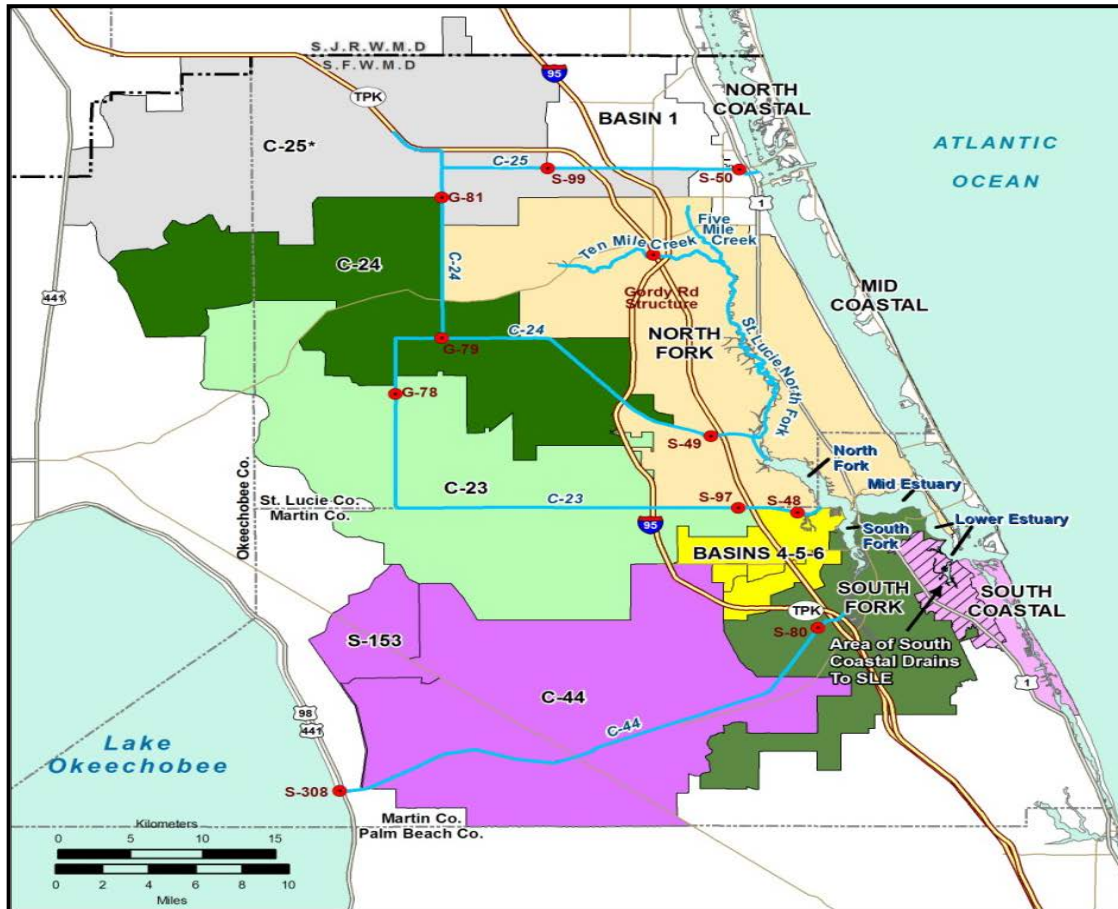 S.J.R.W.M.D
S.F.W.M.D
95
TPK
NORTH
COASTAL
BASIN 1
ATLANTIC
OCEAN
C-25*
C-25
S-99
S-50
G-81
1
Five
Mile
Creek
Ten Mile Creek
C-24
C-24
Gordy Rd
Structure
MID
COASTAL
441
NORTH
FORK
C-24
G-79
St. Lucie North
Fork
G-78
S-49
North
Fork
Mid Estuary
Okeechobee Co.
St. Lucie Co.
Martin Co.
C-23
C-23
S-97
S-48
95
South
Fork
Lower Estuary
BASINS 4-5-6
SOUTH
FORK
SOUTH
COASTAL
TPK
S-80
S-153
Area of South
Coastal Drains
To SLE
1
C-44
C-44
98
441
Lake
Okeechobee
S-308
Martin Co.
Palm Beach Co.
Kilometers
0 5 10 15
0 2 4 6 8 10
Miles